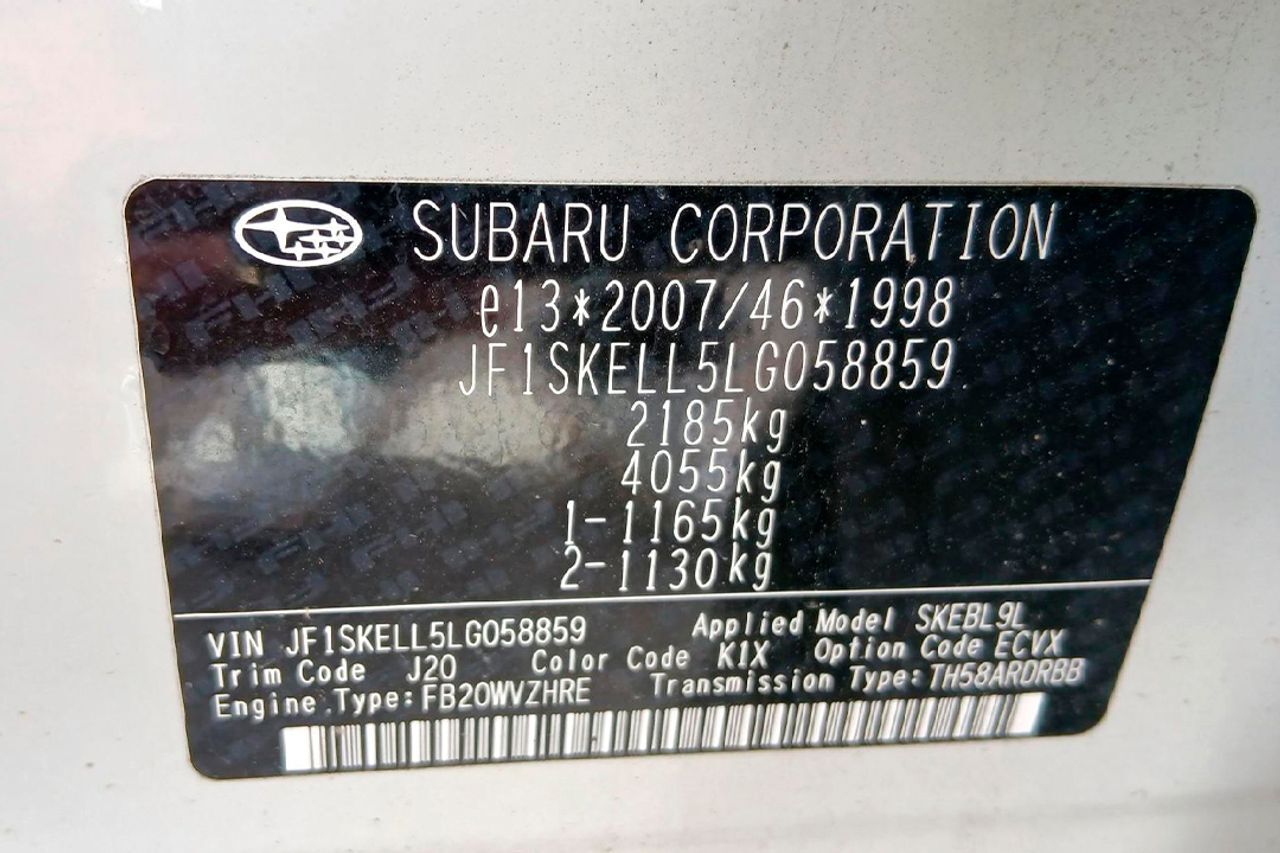 SUBARU CORPORATION
e13*2007/46*1998
JF1SKELL5LG058859
2185kg
4055kg
1-1165kg
2-1130kg
VIN JF1SKELL5LG058859 Applied Model SKEBL9L
Trim Code J20 Color Code K1X Option Code ECVX
Engine Type:FB20WVZHRE Transmission Type:TH58ARDRBB